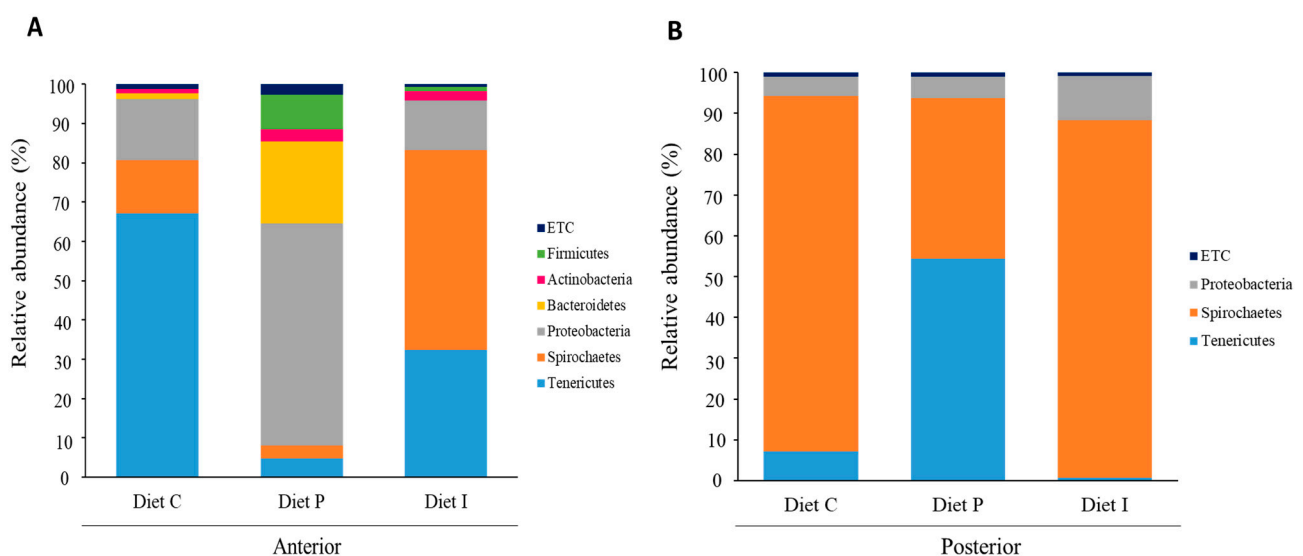 A
Relative abundance (%)
100
90
80
70
60
50
40
30
20
10
0
Diet C
Diet P
Diet I
Anterior
ETC
Firmicutes
Actinobacteria
Bacteroidetes
Proteobacteria
Spirochaetes
Tenericutes
B
Relative abundance (%)
100
90
80
70
60
50
40
30
20
10
0
Diet C
Diet P
Diet I
Posterior
ETC
Proteobacteria
Spirochaetes
Tenericutes